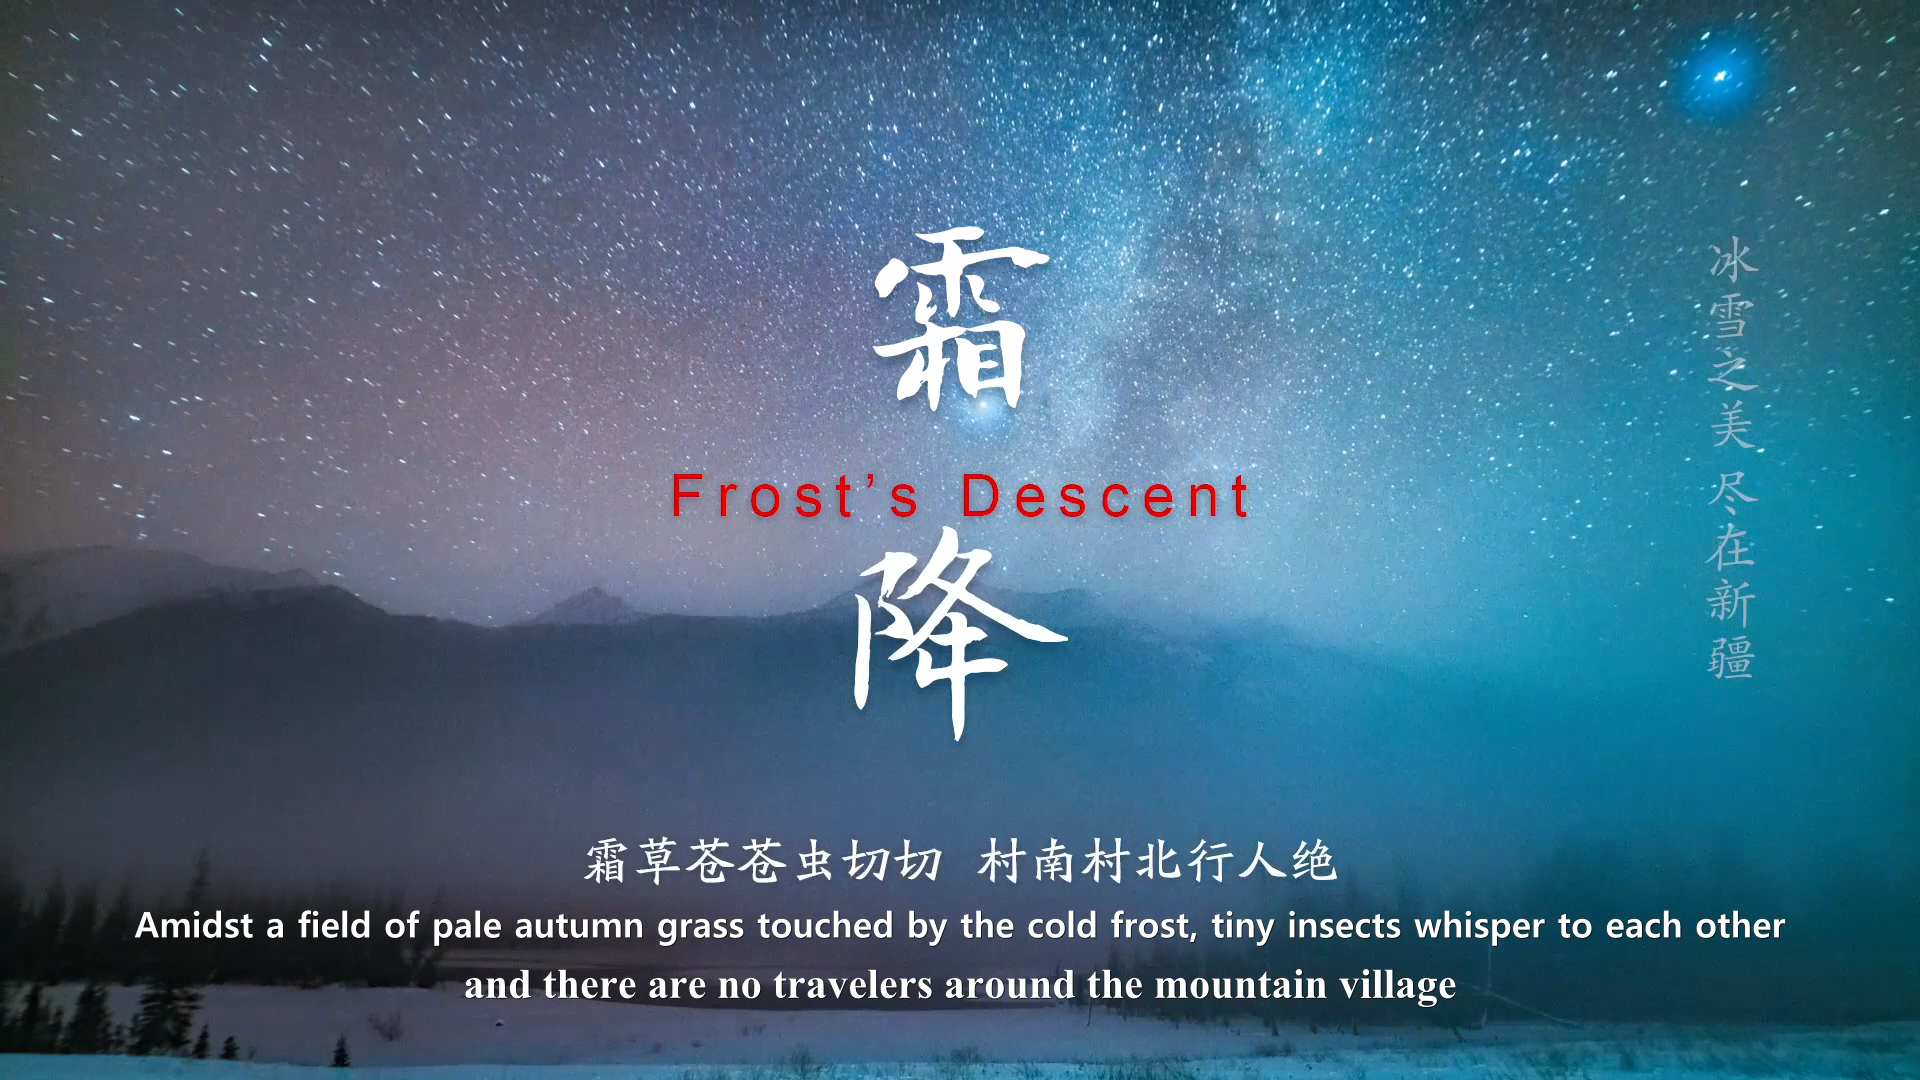 霜
Frost’s Descent
降
冰雪之美 尽在新疆
霜草苍苍虫切切 村南村北行人绝
Amidst a field of pale autumn grass touched by the cold frost, tiny insects whisper to each other
and there are no travelers around the mountain village